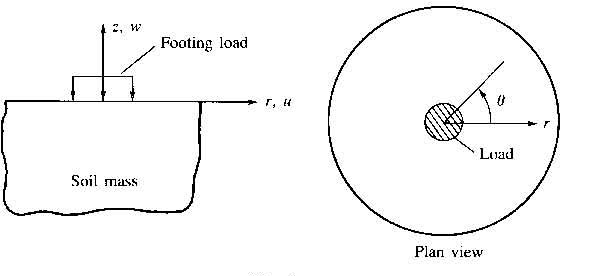 z, w
Footing load
r, u
Soil mass
θ
r
Load
Plan view